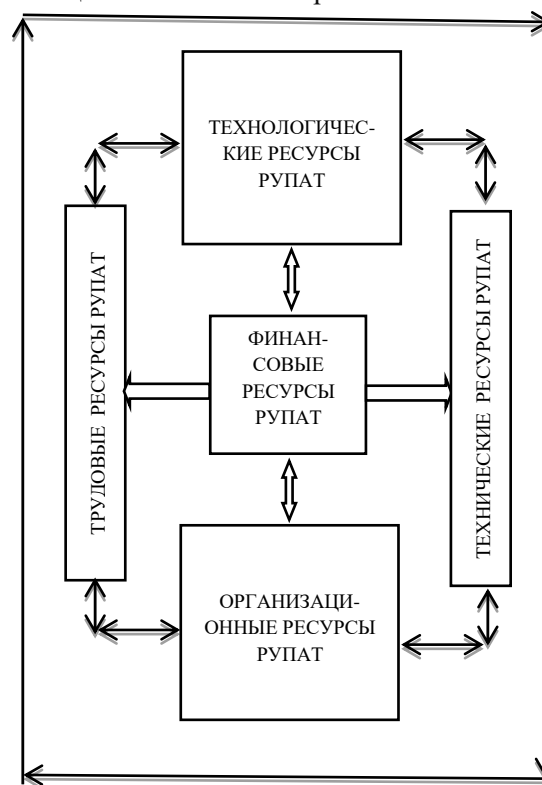 ТЕХНОЛОГИЧЕС-
КИЕ РЕСУРСЫ
РУПАТ
ТРУДОВЫЕ РЕСУРСЫ РУПАТ
ФИНАН-
СОВЫЕ
РЕСУРСЫ
РУПАТ
ТЕХНИЧЕСКИЕ РЕСУРСЫ РУПАТ
ОРГАНИЗАЦИ-
ОННЫЕ РЕСУРСЫ
РУПАТ